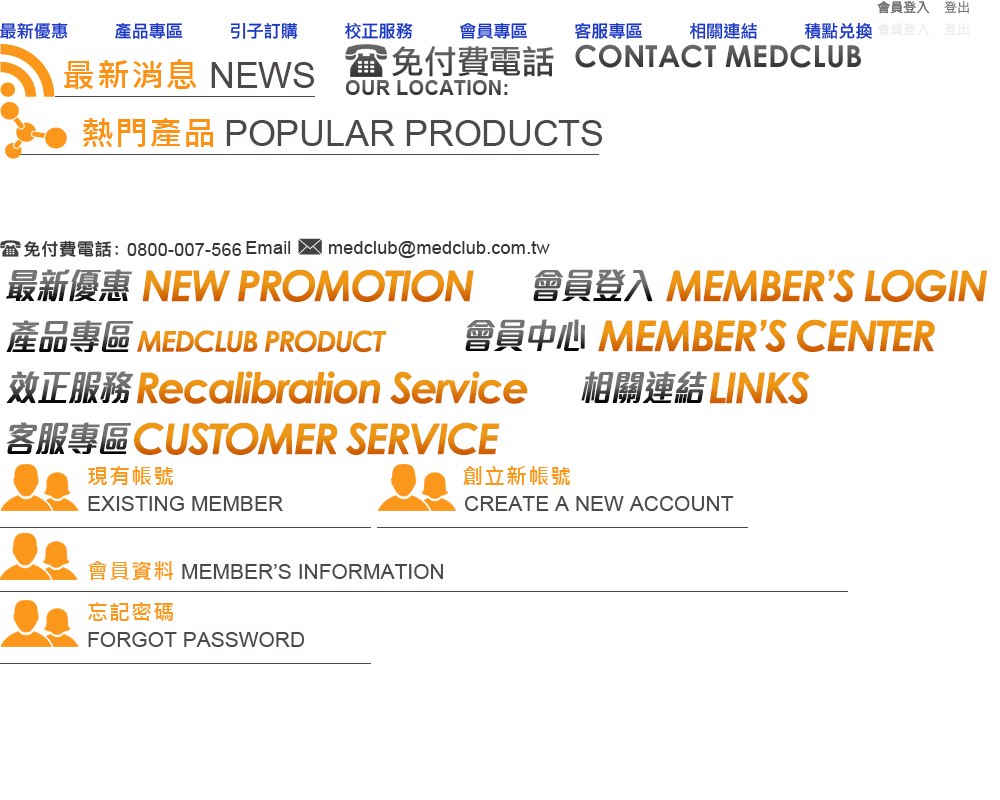 會員登入 登出
最新優惠 產品專區 引子訂購 校正服務 會員專區 客服專區 相關連結 積點兌換 會員登入 登出
最新消息 NEWS 免付費電話 CONTACT MEDCLUB
OUR LOCATION:
熱門產品 POPULAR PRODUCTS
免付費電話: 0800-007-566 Email medclub@medclub.com.tw
最新優惠 NEW PROMOTION 會員登入 MEMBER'S LOGIN
產品專區 MEDCLUB PRODUCT 會員中心 MEMBER'S CENTER
效正服務 Recalibration Service 相關連結 LINKS
客服專區 CUSTOMER SERVICE
現有帳號 創立新帳號
EXISTING MEMBER CREATE A NEW ACCOUNT
會員資料 MEMBER'S INFORMATION
忘記密碼
FORGOT PASSWORD